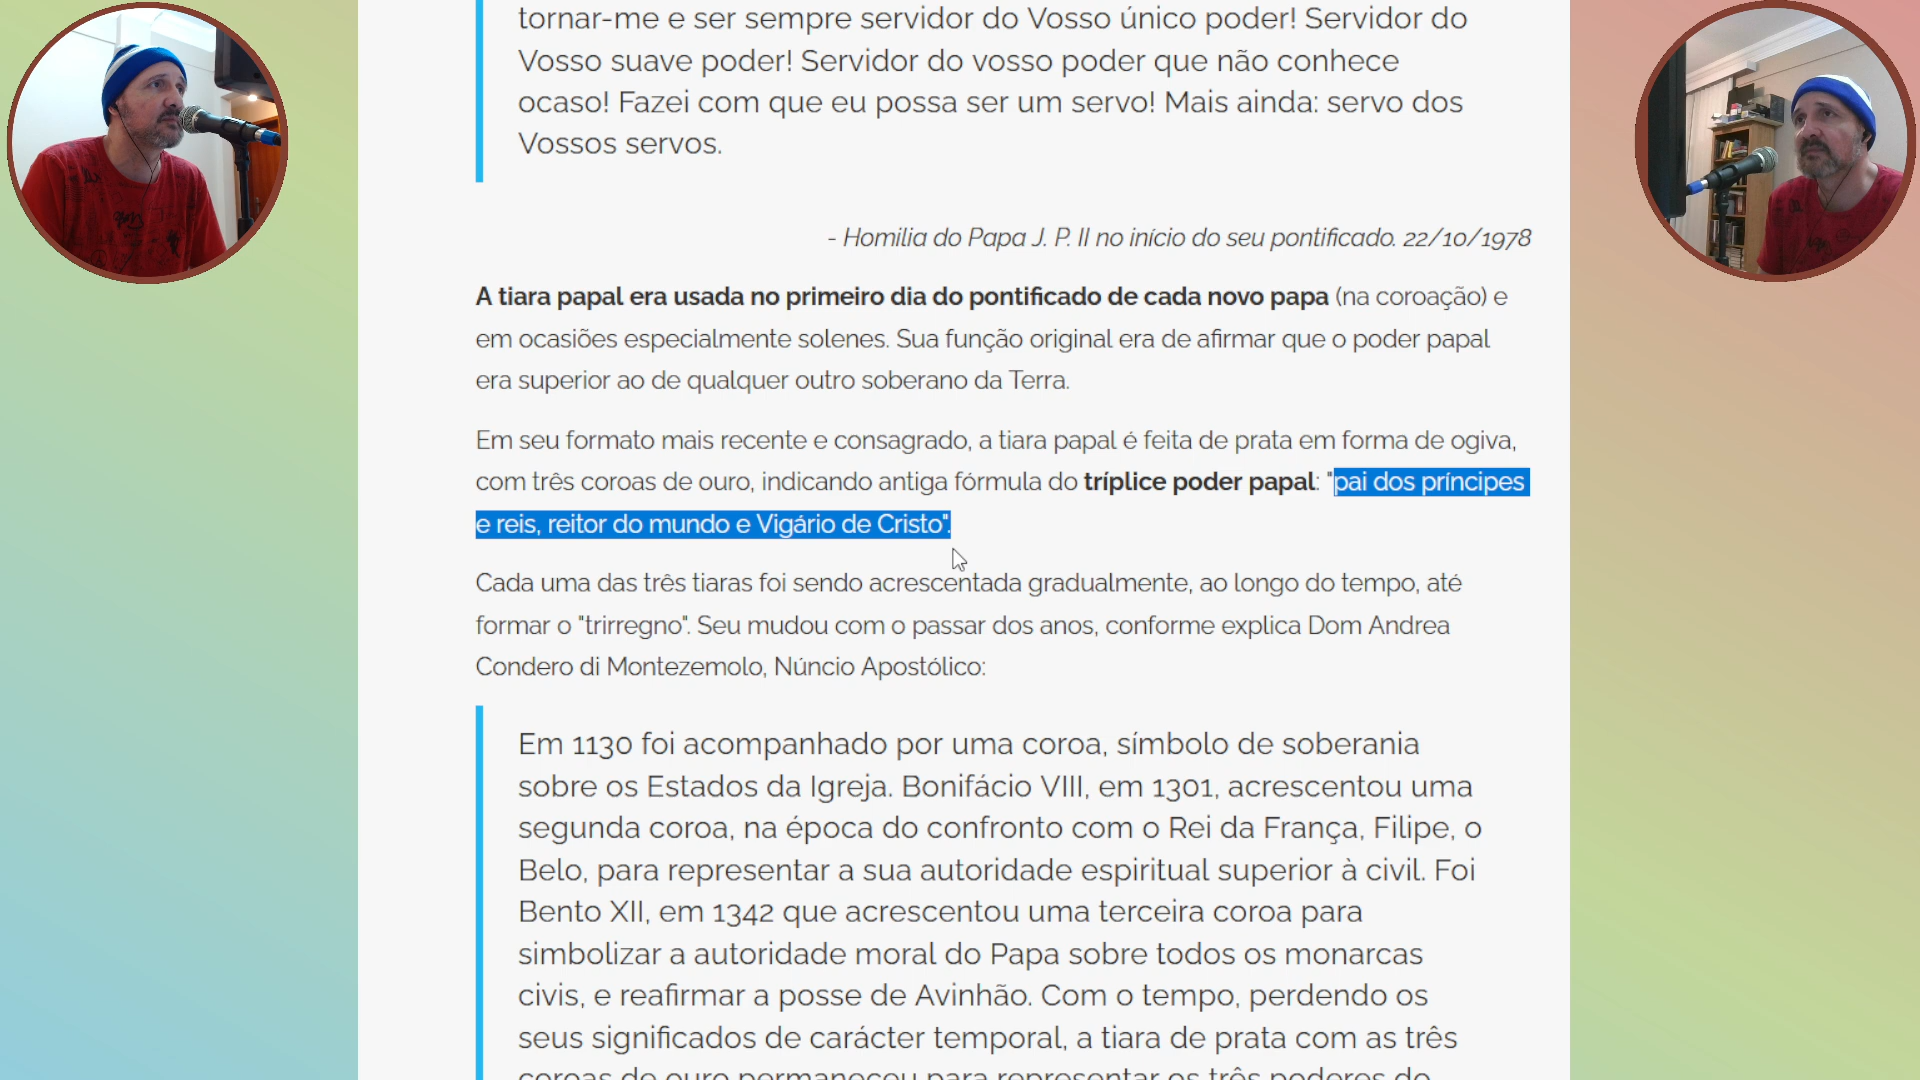 tornar-me e ser sempre servidor do Vosso único poder! Servidor do
Vosso suave poder! Servidor do vosso poder que não conhece
ocaso! Fazei com que eu possa ser um servo! Mais ainda: servo dos
Vossos servos.
- Homilia do Papa J. P. II no início do seu pontificado. 22/10/1978
A tiara papal era usada no primeiro dia do pontificado de cada novo papa (na coroação) e
em ocasiões especialmente solenes. Sua função original era de afirmar que o poder papal
era superior ao de qualquer outro soberano da Terra.
Em seu formato mais recente e consagrado, a tiara papal é feita de prata em forma de ogiva,
com três coroas de ouro, indicando antiga fórmula do tríplice poder papal: "pai dos príncipes
e reis, reitor do mundo e Vigário de Cristo".
Cada uma das três tiaras foi sendo acrescentada gradualmente, ao longo do tempo, até
formar o "trirregno". Seu mudou com o passar dos anos, conforme explica Dom Andrea
Condero di Montezemolo, Núncio Apostólico:
Em 1130 foi acompanhado por uma coroa, símbolo de soberania
sobre os Estados da Igreja. Bonifácio VIII, em 1301, acrescentou uma
segunda coroa, na época do confronto com o Rei da França, Filipe, o
Belo, para representar a sua autoridade espiritual superior à civil. Foi
Bento XII, em 1342 que acrescentou uma terceira coroa para
simbolizar a autoridade moral do Papa sobre todos os monarcas
civis, e reafirmar a posse de Avinhão. Com o tempo, perdendo os
seus significados de carácter temporal, a tiara de prata com as três
coroas de ouro permaneceu para representar os três poderes do